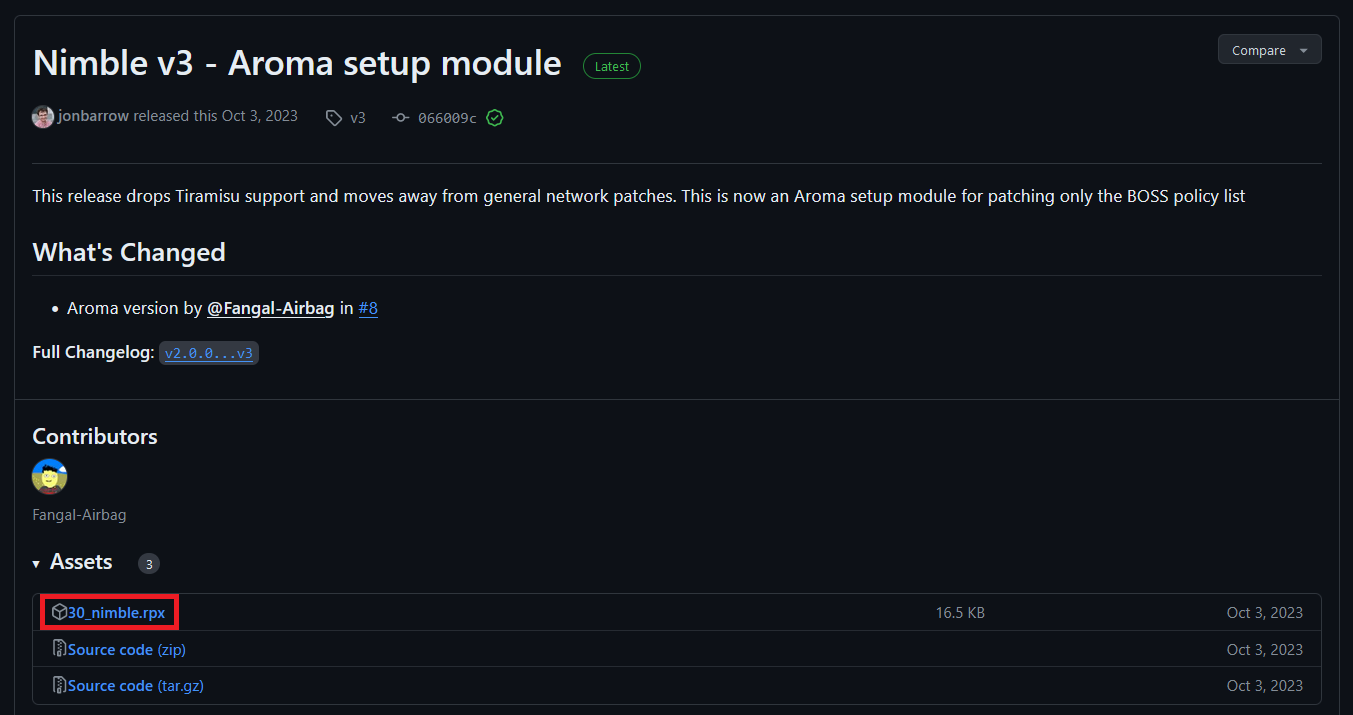 Nimble v3 - Aroma setup module Latest
Compare
jonbarrow released this Oct 3, 2023 v3 066009c
This release drops Tiramisu support and moves away from general network patches. This is now an Aroma setup module for patching only the BOSS policy list
What's Changed
• Aroma version by @Fangal-Airbag in #8
Full Changelog: v2.0.0...v3
Contributors
Fangal-Airbag
Assets 3
30_nimble.rpx 16.5 KB Oct 3, 2023
Source code (zip) Oct 3, 2023
Source code (tar.gz) Oct 3, 2023